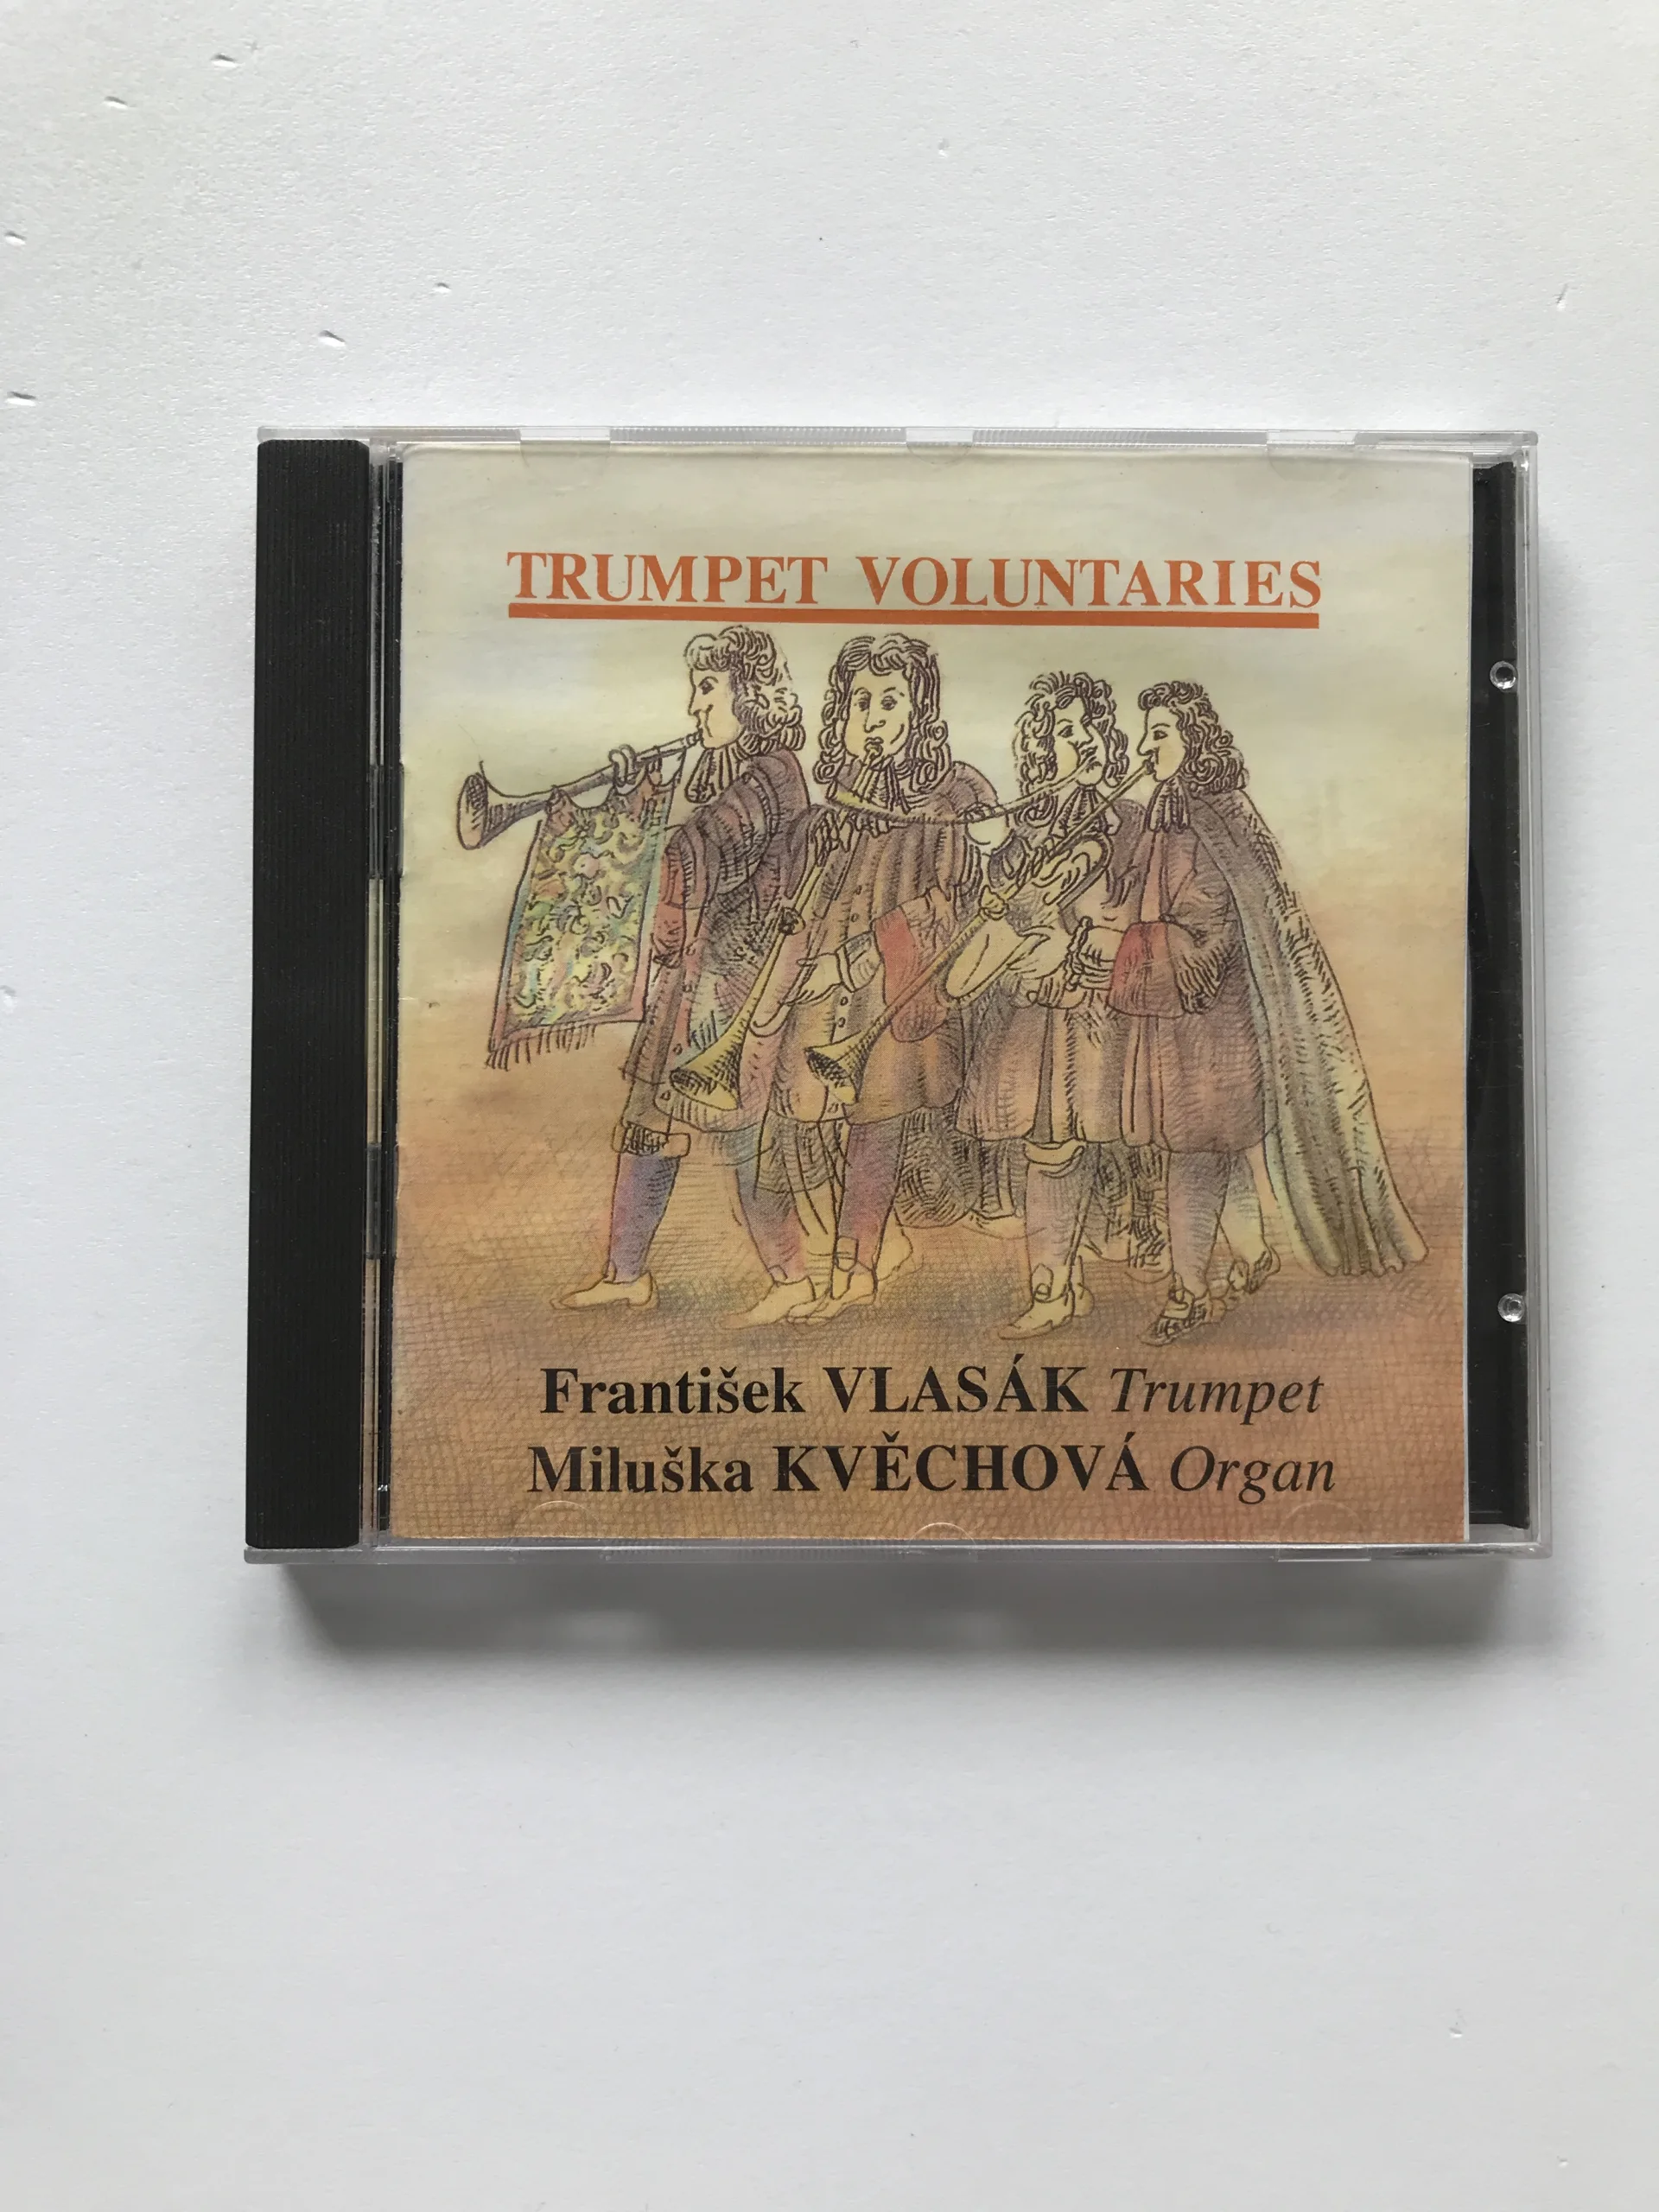 TRUMPET VOLUNTARIES
František VLASÁK Trumpet
Miluška KVĚCHOVÁ Organ